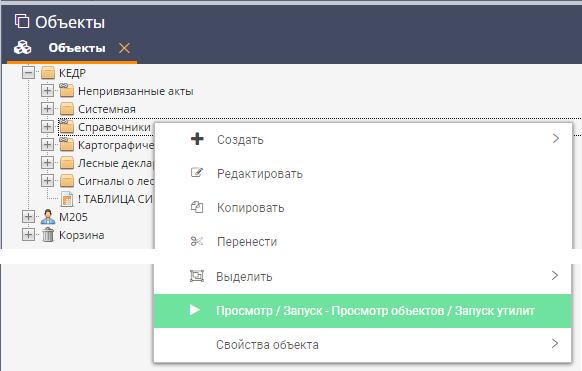 Объекты
Объекты
КЕДР
Непривязанные акты
Системная
Справочники
Картографиче
Лесные декла
Сигналы о лес
! ТАБЛИЦА СИ
М205
Корзина
Создать
Редактировать
Копировать
Перенести
Выделить
Просмотр / Запуск - Просмотр объектов / Запуск утилит
Свойства объекта